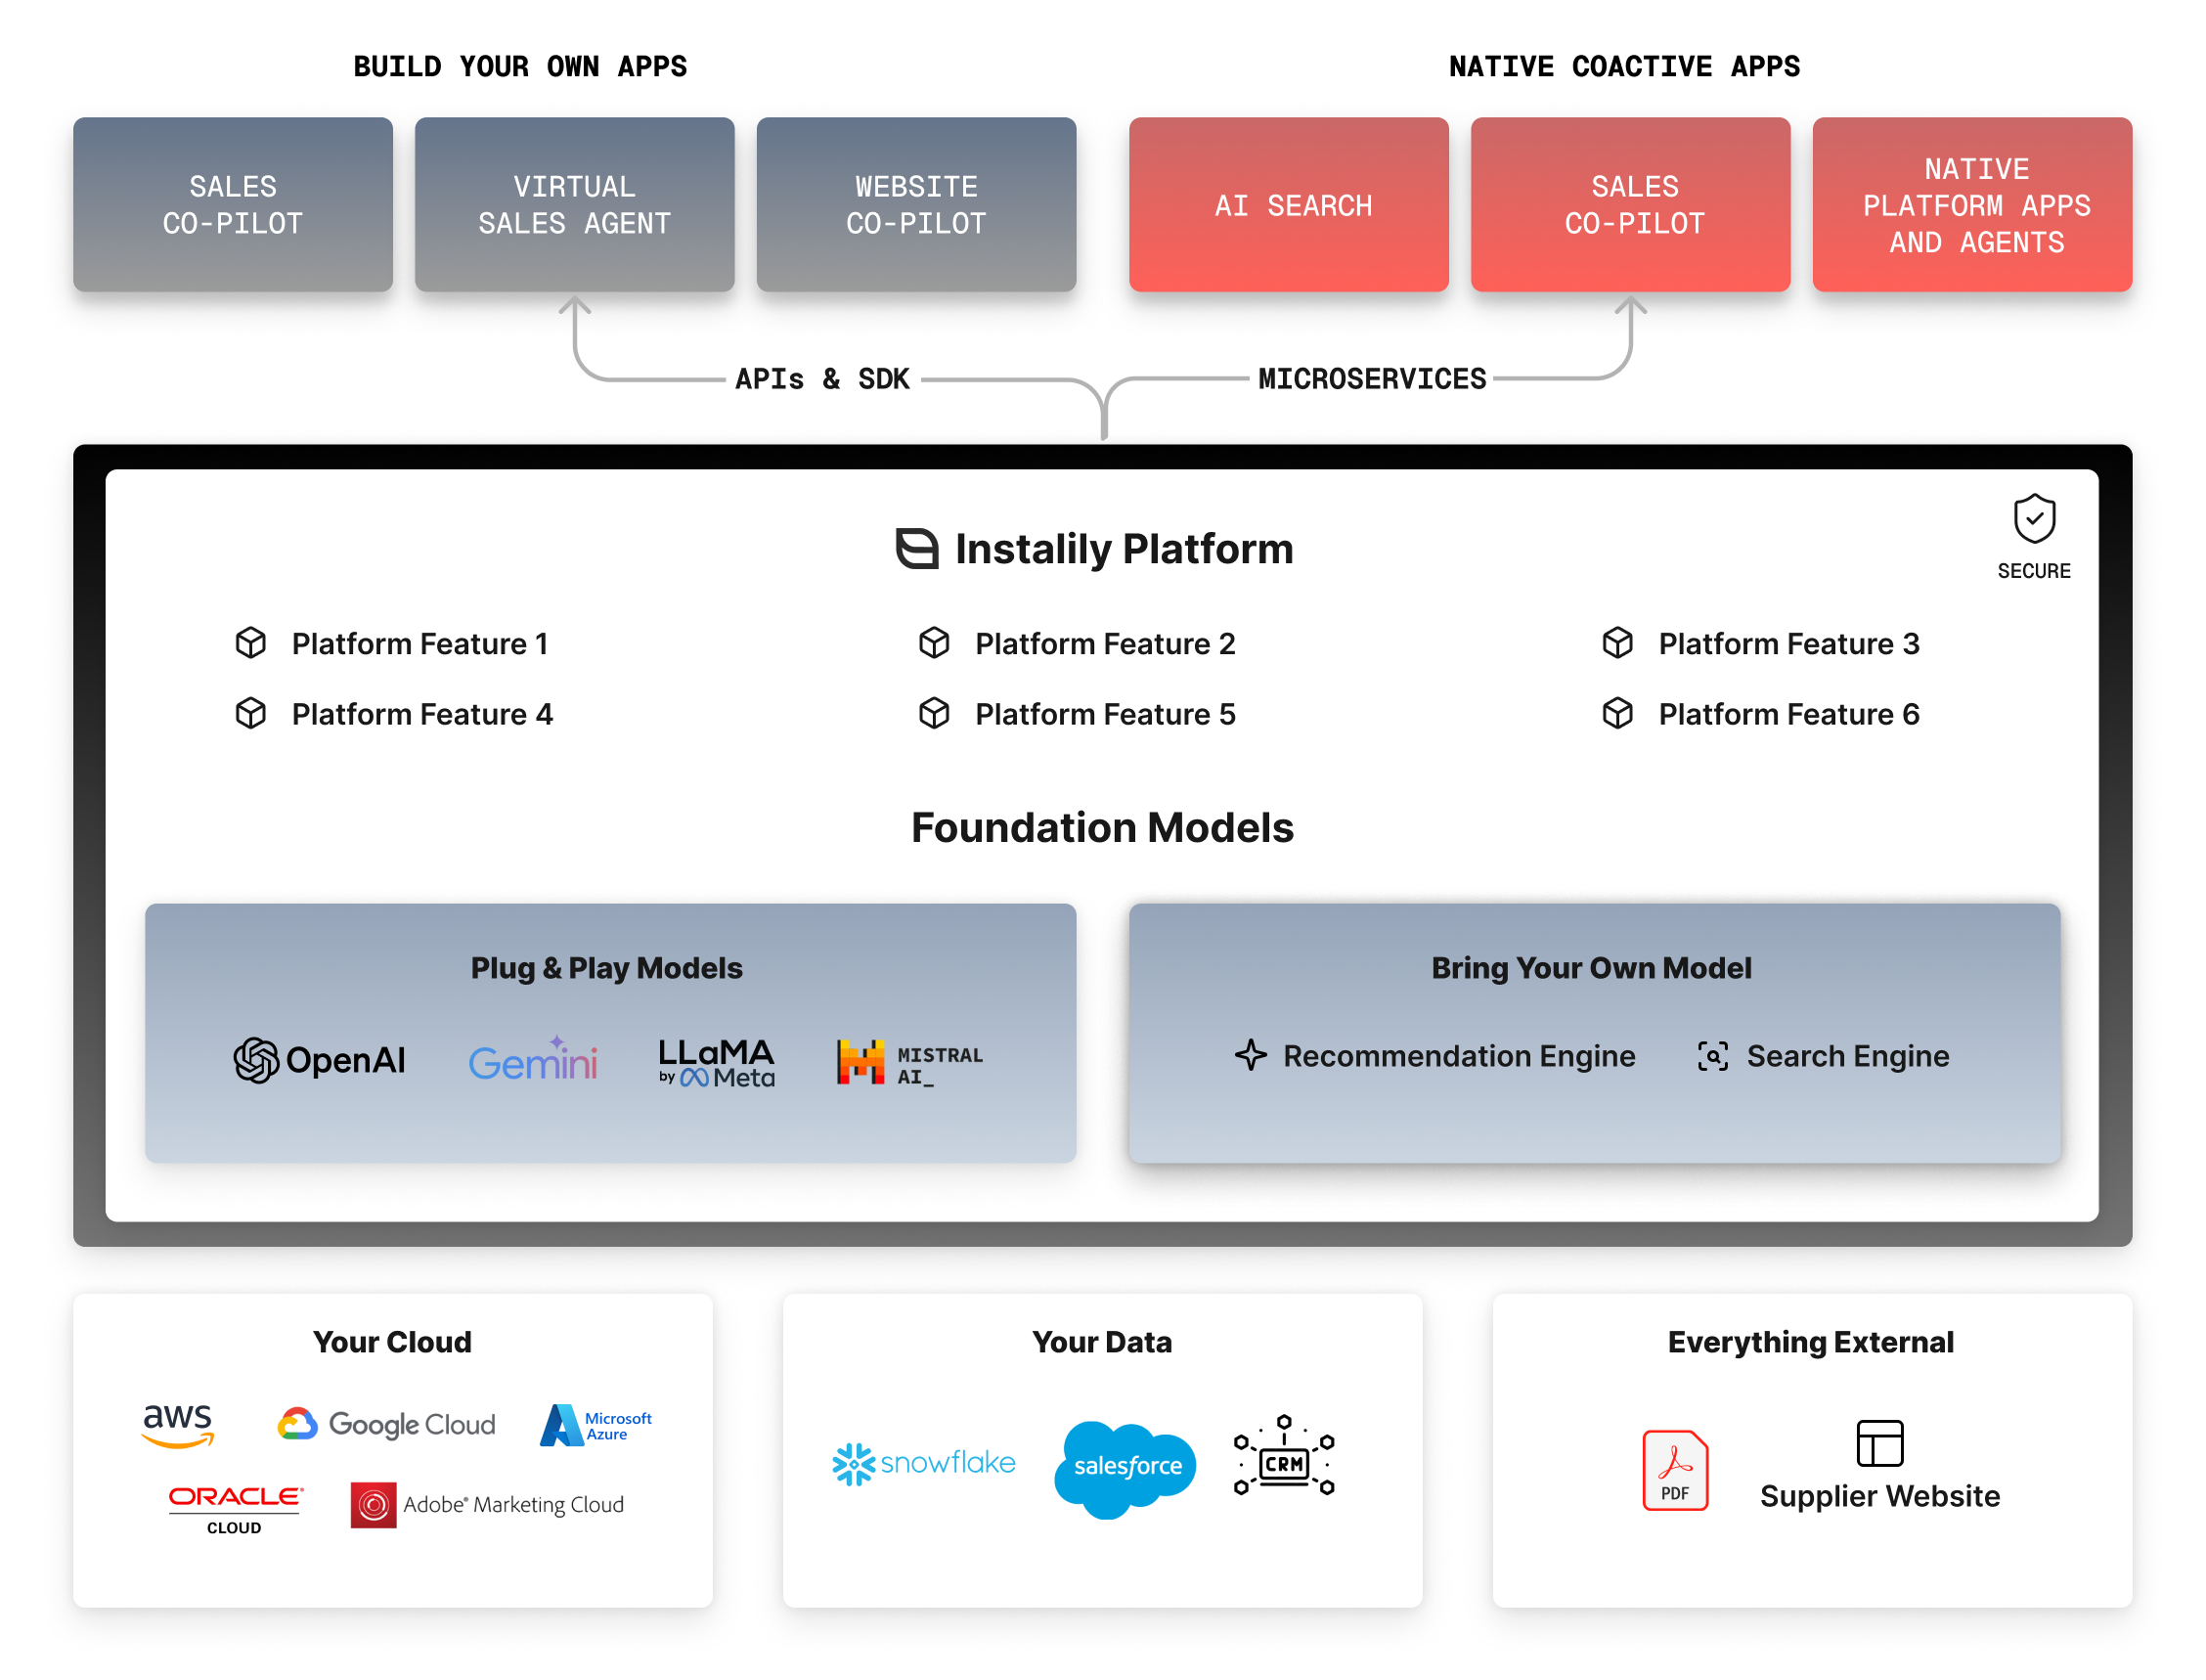 BUILD YOUR OWN APPS
NATIVE COACTIVE APPS
SALES
CO-PILOT
VIRTUAL
SALES AGENT
WEBSITE
CO-PILOT
AI SEARCH
SALES
CO-PILOT
NATIVE
PLATFORM APPS
AND AGENTS
APIs & SDK
MICROSERVICES
Instalily Platform
SECURE
Platform Feature 1
Platform Feature 2
Platform Feature 3
Platform Feature 4
Platform Feature 5
Platform Feature 6
Foundation Models
Plug & Play Models
OpenAI
Gemini
LLaMA
by Meta
MISTRAL
AI_
Bring Your Own Model
Recommendation Engine
Search Engine
Your Cloud
aws
Google Cloud
Microsoft
Azure
ORACLE®
CLOUD
Adobe® Marketing Cloud
Your Data
snowflake
salesforce
CRM
Everything External
PDF
Supplier Website